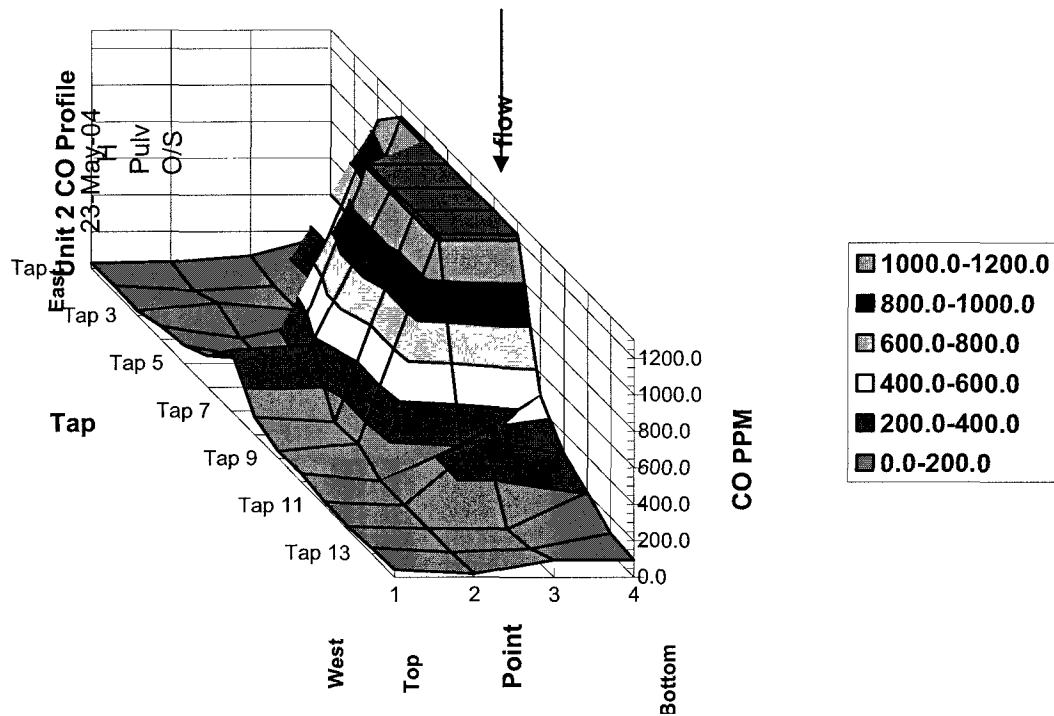 Unit 2 CO Profile
23-May-04
H
Pulv
O/S
flow
East
Tap
Tap 3
Tap 5
Tap 7
Tap 9
Tap 11
Tap 13
Tap
1200.0
1000.0
800.0
600.0
400.0
200.0
0.0
CO PPM
1
2
3
4
West
Top
Point
Bottom
1000.0-1200.0
800.0-1000.0
600.0-800.0
400.0-600.0
200.0-400.0
0.0-200.0